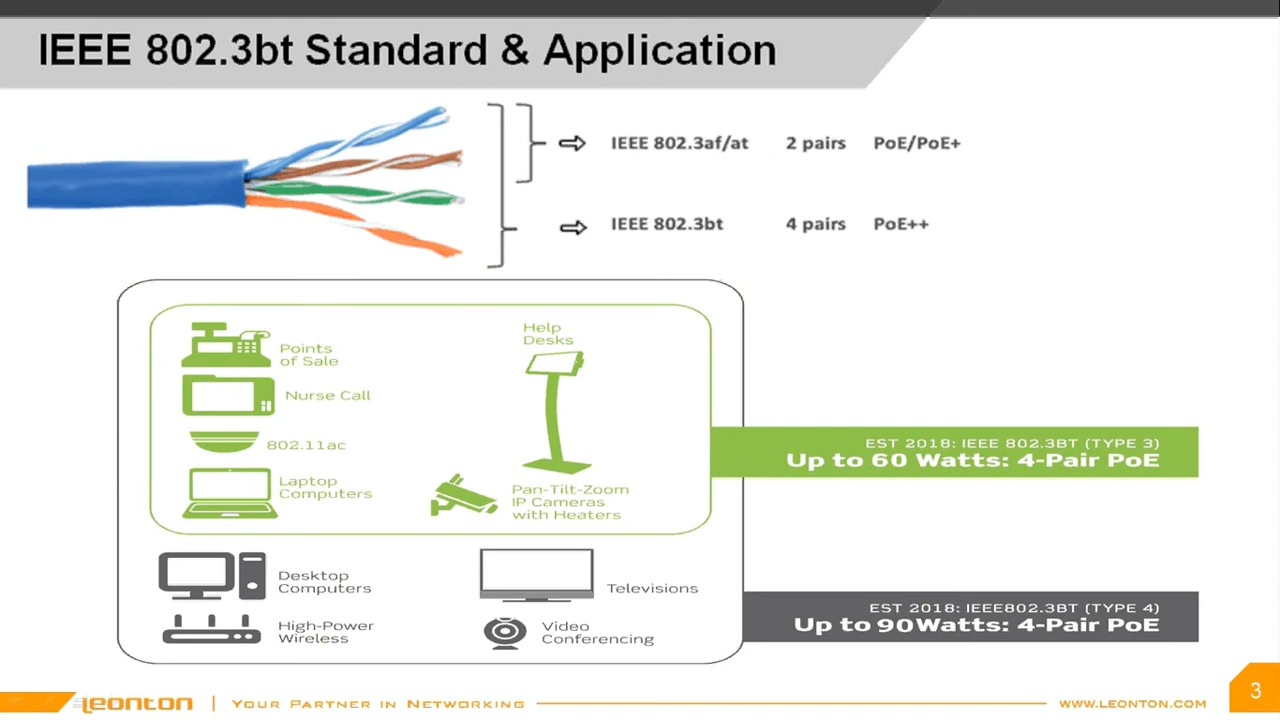 IEEE 802.3bt Standard & Application
IEEE 802.3af/at 2 pairs PoE/PoE+
IEEE 802.3bt 4 pairs PoE++
Points
of Sale
Nurse Call
802.11ac
Laptop
Computers
Help
Desks
Pan-Tilt-Zoom
IP Cameras
with Heaters
EST 2018: IEEE 802.3BT (TYPE 3)
Up to 60 Watts: 4-Pair PoE
Desktop
Computers
High-Power
Wireless
Televisions
Video
Conferencing
EST 2018: IEEE802.3BT (TYPE 4)
Up to 90Watts: 4-Pair PoE
Leonton | Your Partner in Networking
WWW.LEONTON.COM
3